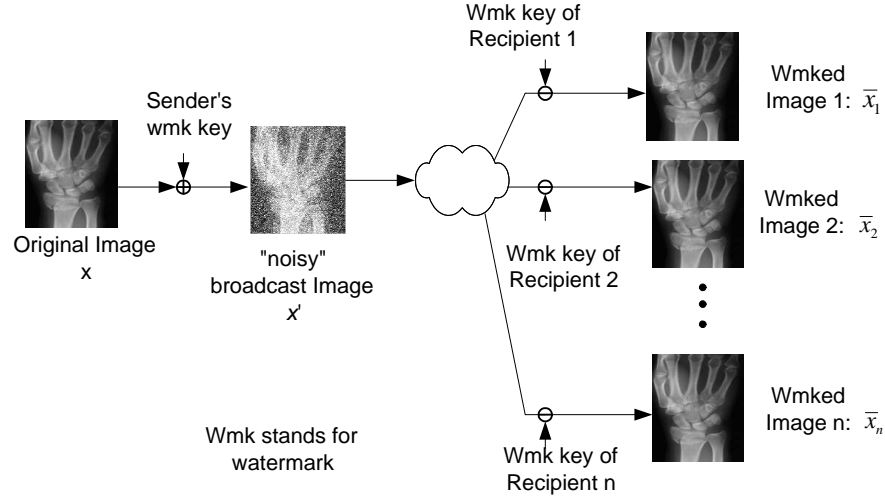 Wmk key of
Recipient 1
Wmked
Image 1: x̅₁
Sender's
wmk key
Original Image
x
"noisy"
broadcast Image
x'
Wmk key of
Recipient 2
Wmked
Image 2: x̅₂
Wmked
Image n: x̅ₙ
Wmk stands for
watermark
Wmk key of
Recipient n